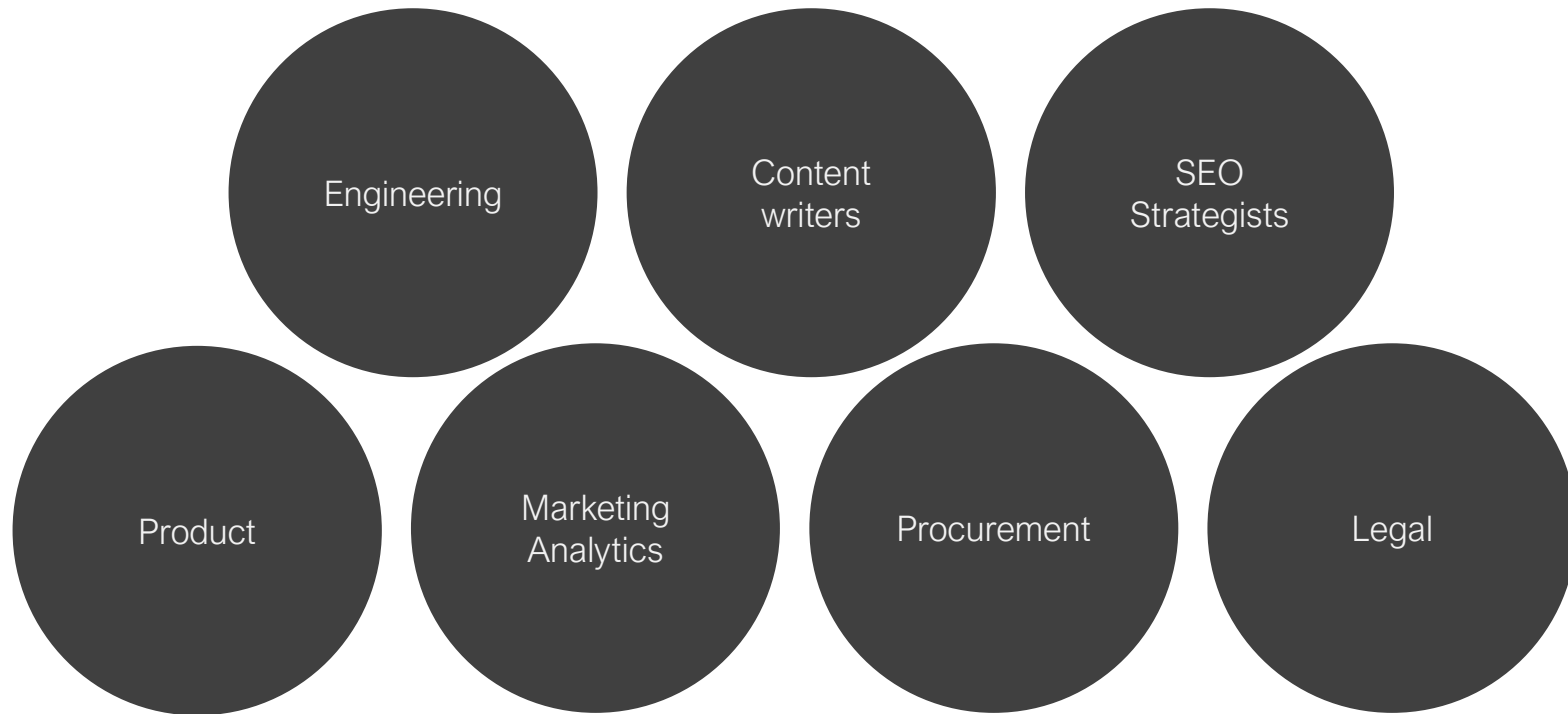 Engineering
Content
writers
SEO
Strategists
Product
Marketing
Analytics
Procurement
Legal